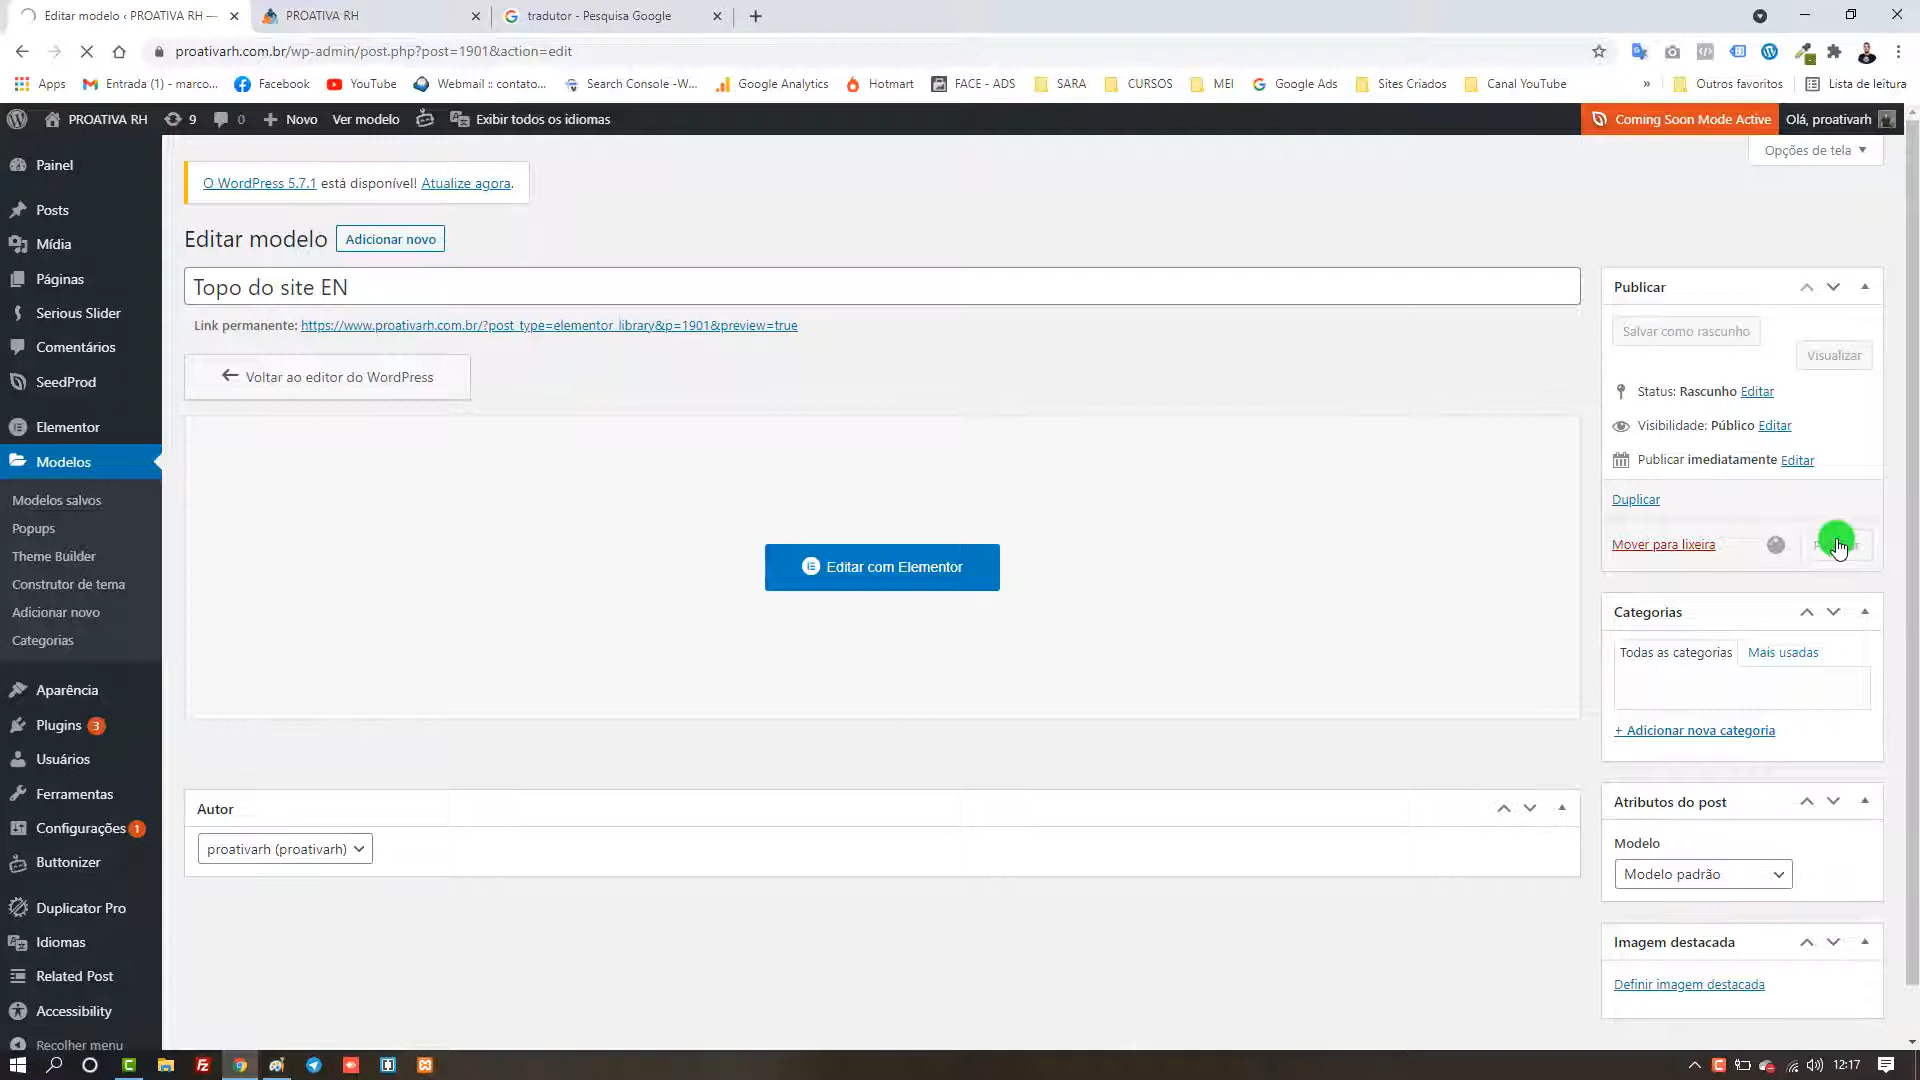 Editar modelo ‹ PROATIVA RH —
PROATIVA RH
tradutor - Pesquisa Google
proativarh.com.br/wp-admin/post.php?post=1901&action=edit
Apps
Entrada (1) - marco...
Facebook
YouTube
Webmail :: contato...
Search Console -W...
Google Analytics
Hotmart
FACE - ADS
SARA
CURSOS
MEI
Google Ads
Sites Criados
Canal YouTube
»
Outros favoritos
Lista de leitura
PROATIVA RH
9
0
Novo
Ver modelo
Exibir todos os idiomas
Coming Soon Mode Active
Olá, proativarh
Opções de tela
Painel
Posts
Mídia
Páginas
Serious Slider
Comentários
SeedProd
Elementor
Modelos
Modelos salvos
Popups
Theme Builder
Construtor de tema
Adicionar novo
Categorias
Aparência
Plugins 3
Usuários
Ferramentas
Configurações 1
Buttonizer
Duplicator Pro
Idiomas
Related Post
Accessibility
Recolher menu
O WordPress 5.7.1 está disponível! Atualize agora.
Editar modelo
Adicionar novo
Topo do site EN
Link permanente: https://www.proativarh.com.br/?post_type=elementor_library&p=1901&preview=true
Voltar ao editor do WordPress
Editar com Elementor
Autor
proativarh (proativarh)
Publicar
Salvar como rascunho
Visualizar
Status: Rascunho Editar
Visibilidade: Público Editar
Publicar imediatamente Editar
Duplicar
Mover para lixeira
Categorias
Todas as categorias
Mais usadas
+ Adicionar nova categoria
Atributos do post
Modelo
Modelo padrão
Imagem destacada
Definir imagem destacada
12:17